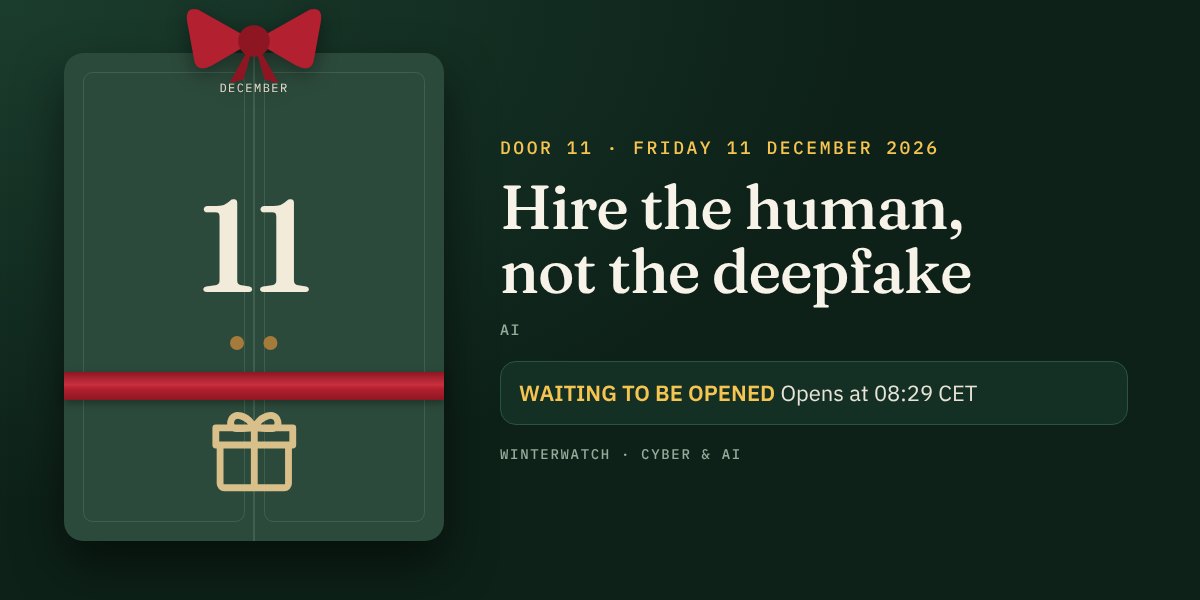 DECEMBER
11
DOOR 11 · FRIDAY 11 DECEMBER 2026
Hire the human,
not the deepfake
AI
WAITING TO BE OPENED Opens at 08:29 CET
WINTERWATCH · CYBER & AI